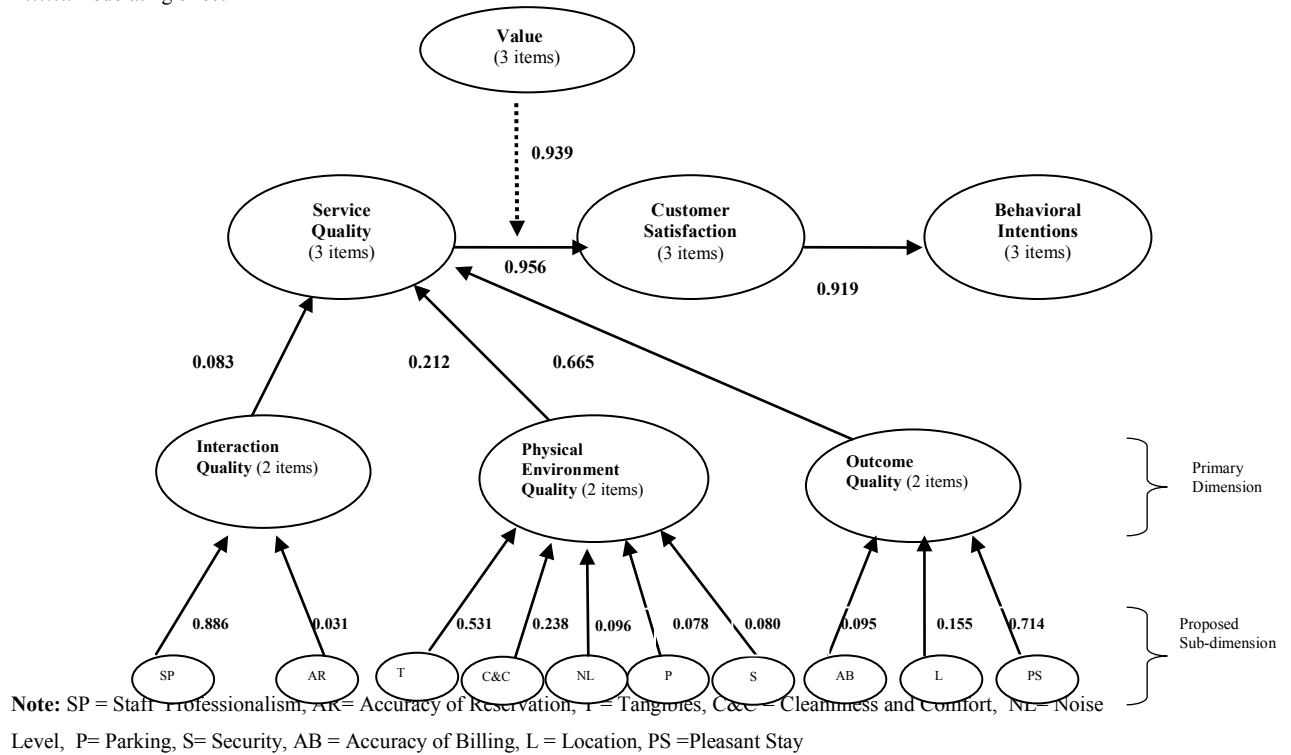 Value
(3 items)
0.939
Service
Quality
(3 items)
Customer
Satisfaction
(3 items)
Behavioral
Intentions
(3 items)
0.956
0.919
0.083
0.212
0.665
Interaction
Quality (2 items)
Physical
Environment
Quality (2 items)
Outcome
Quality (2 items)
Primary
Dimension
0.886
0.031
0.531
0.238
0.096
0.078
0.080
0.095
0.155
0.714
Proposed
Sub-dimension
SP
AR
T
C&C
NL
P
S
AB
L
PS
Note: SP = Staff Professionalism, AR= Accuracy of Reservation, T = Tangibles, C&C = Cleanliness and Comfort, NL= Noise
Level, P= Parking, S= Security, AB = Accuracy of Billing, L = Location, PS =Pleasant Stay